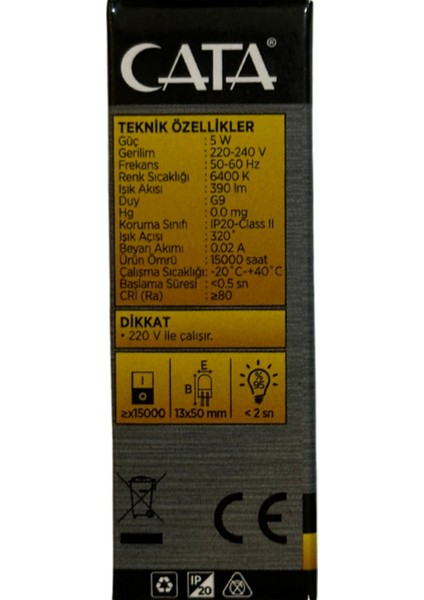 CATA®
TEKNİK ÖZELLİKLER
Güç : 5 W
Gerilim : 220-240 V
Frekans : 50-60 Hz
Renk Sıcaklığı : 6400 K
Işık Akısı : 390 lm
Duy : G9
Hg : 0.0 mg
Koruma Sınıfı : IP20-Class II
Işık Açısı : 320°
Beyan Akımı : 0.02 A
Ürün Ömrü : 15000 saat
Çalışma Sıcaklığı: -20°C-+40°C
Başlama Süresi : <0.5 sn
CRI (Ra) : ≥80
DİKKAT
• 220 V ile çalışır.
I
O
E
B
% 95
≥x15000 13x50 mm < 2 sn
CE
IP
20